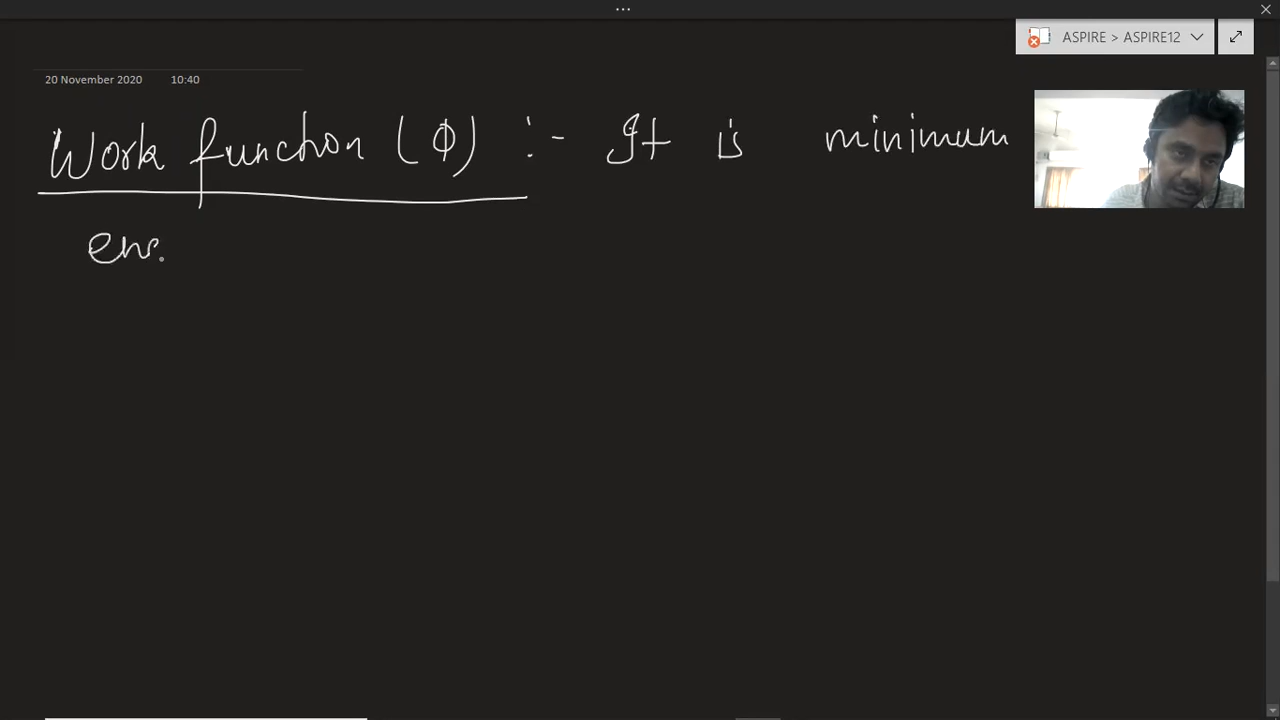 ASPIRE > ASPIRE12
20 November 2020 10:40
Work function (Φ) :- It is minimum
ene